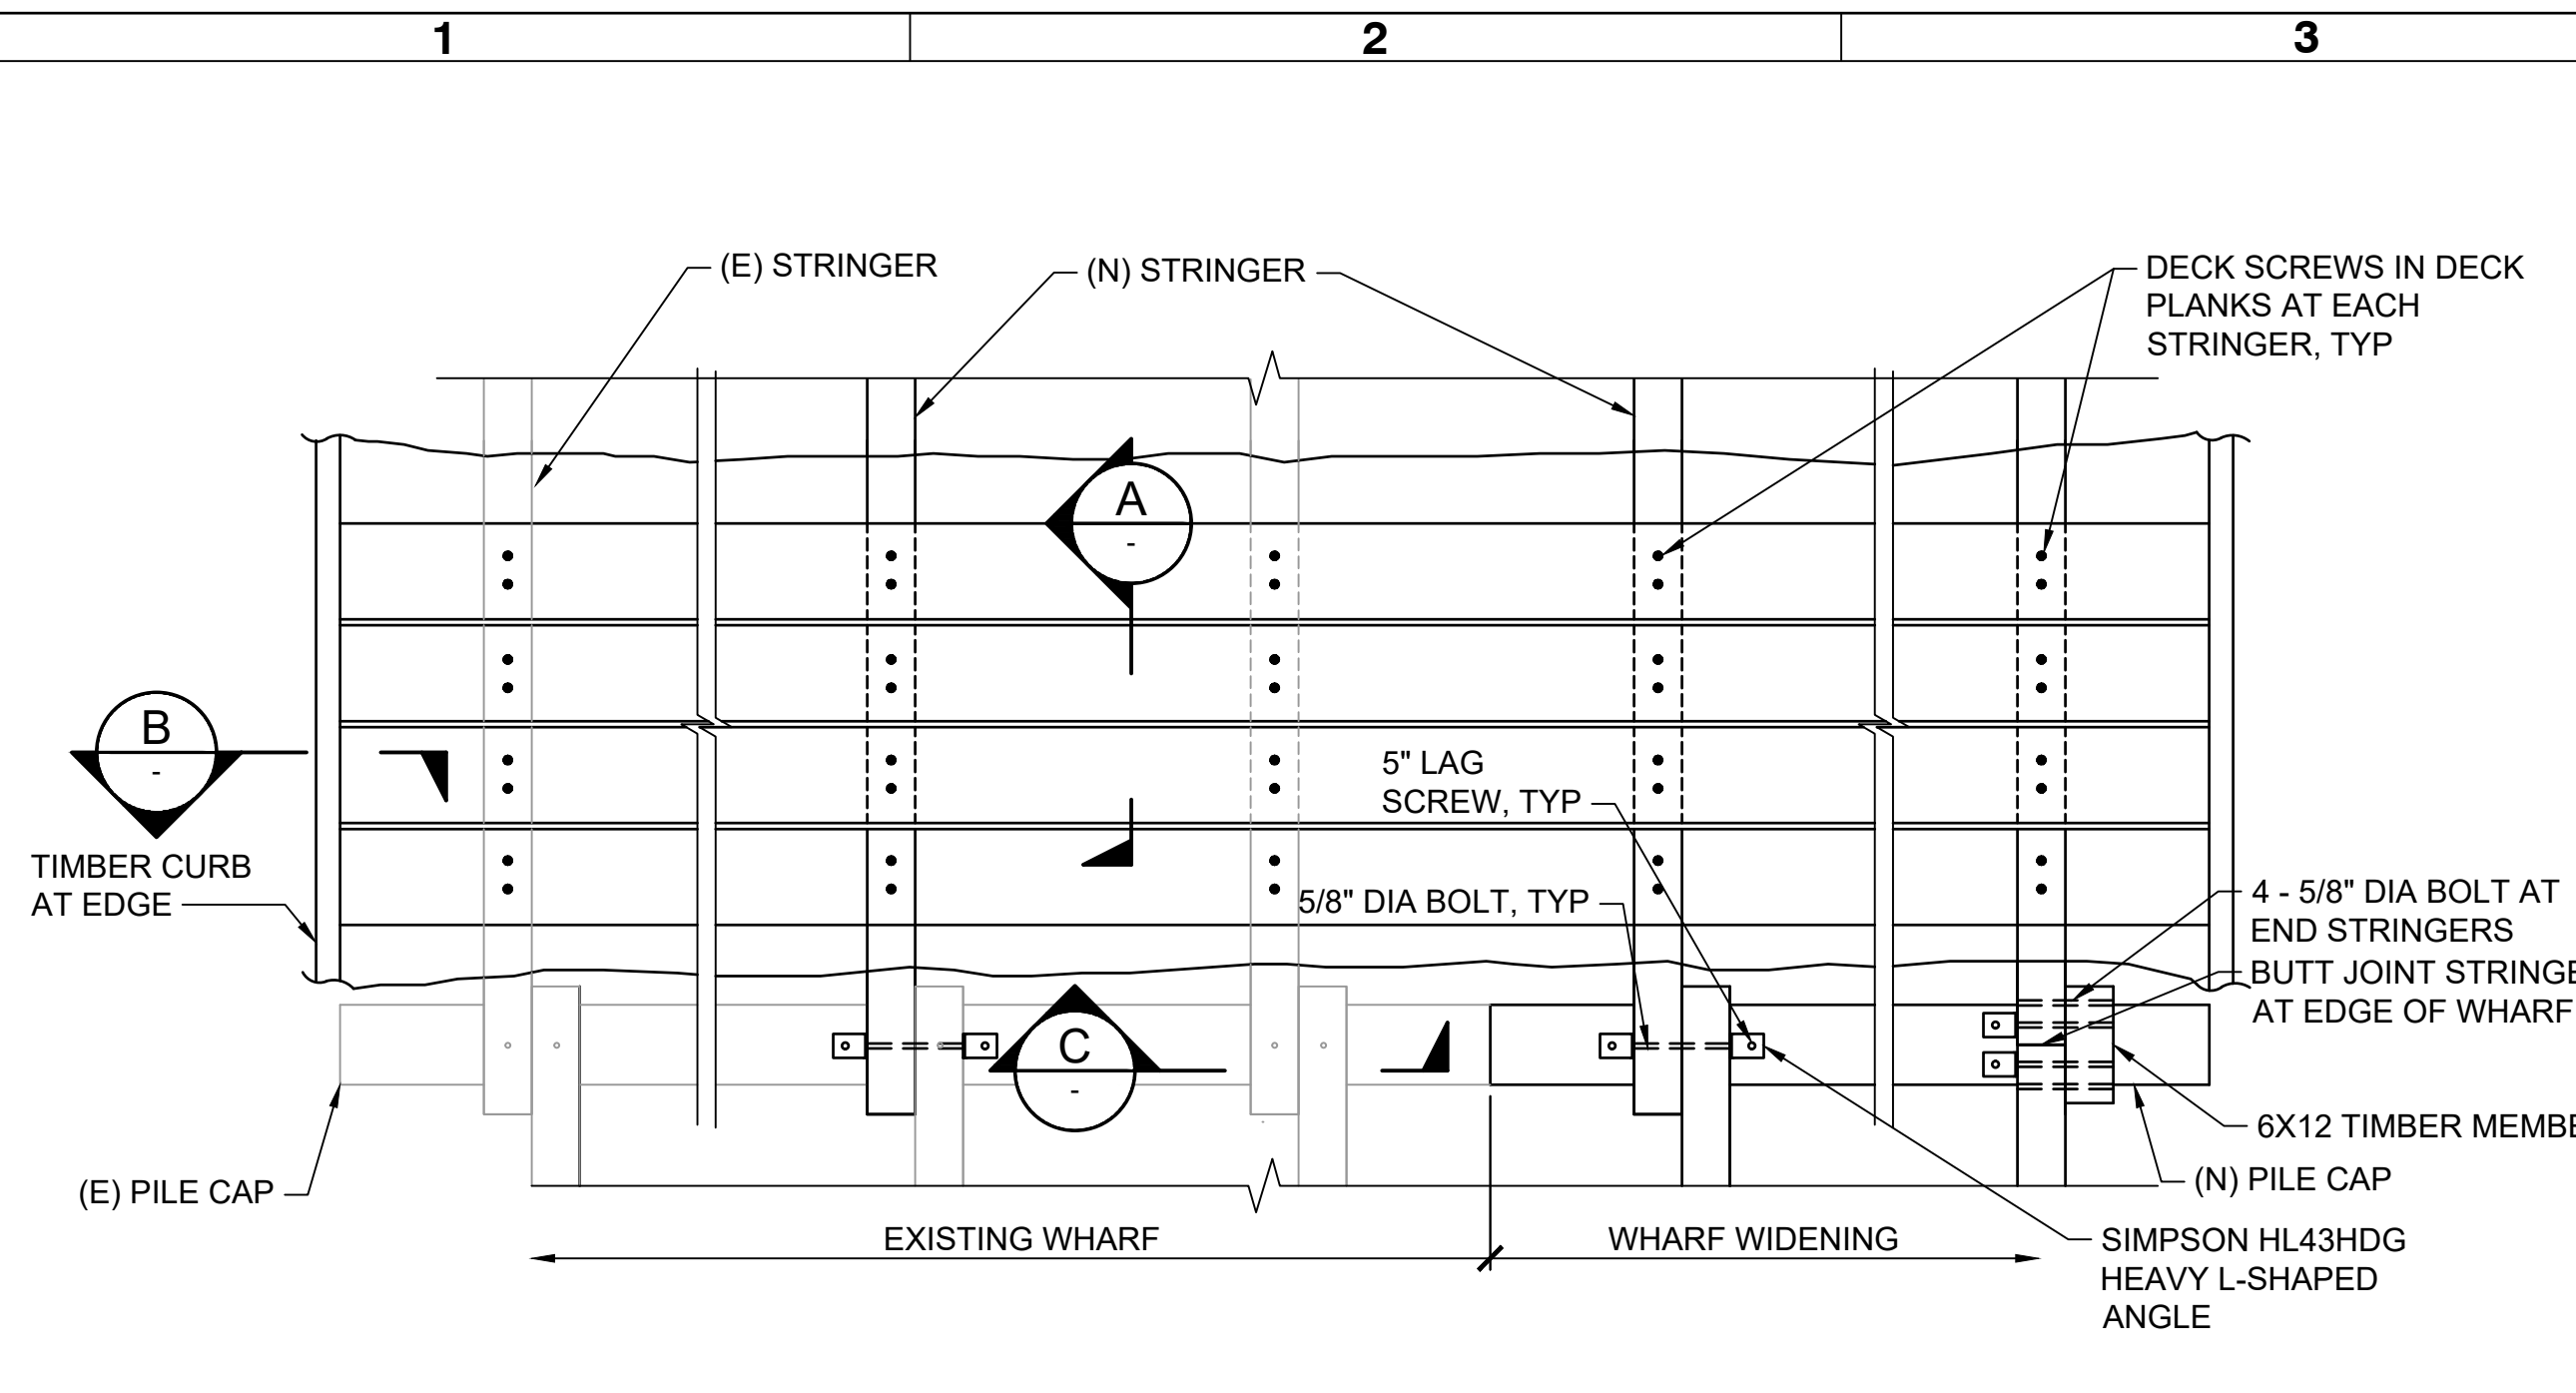 1
2
3
(E) STRINGER
(N) STRINGER
DECK SCREWS IN DECK
PLANKS AT EACH
STRINGER, TYP
A
-
B
-
5" LAG
SCREW, TYP
TIMBER CURB
AT EDGE
5/8" DIA BOLT, TYP
4 - 5/8" DIA BOLT AT
END STRINGERS
BUTT JOINT
AT EDGE OF WHARF
C
-
6X12 TIMBER
(E) PILE CAP
(N) PILE CAP
EXISTING WHARF
WHARF WIDENING
SIMPSON HL43HDG
HEAVY L-SHAPED
ANGLE